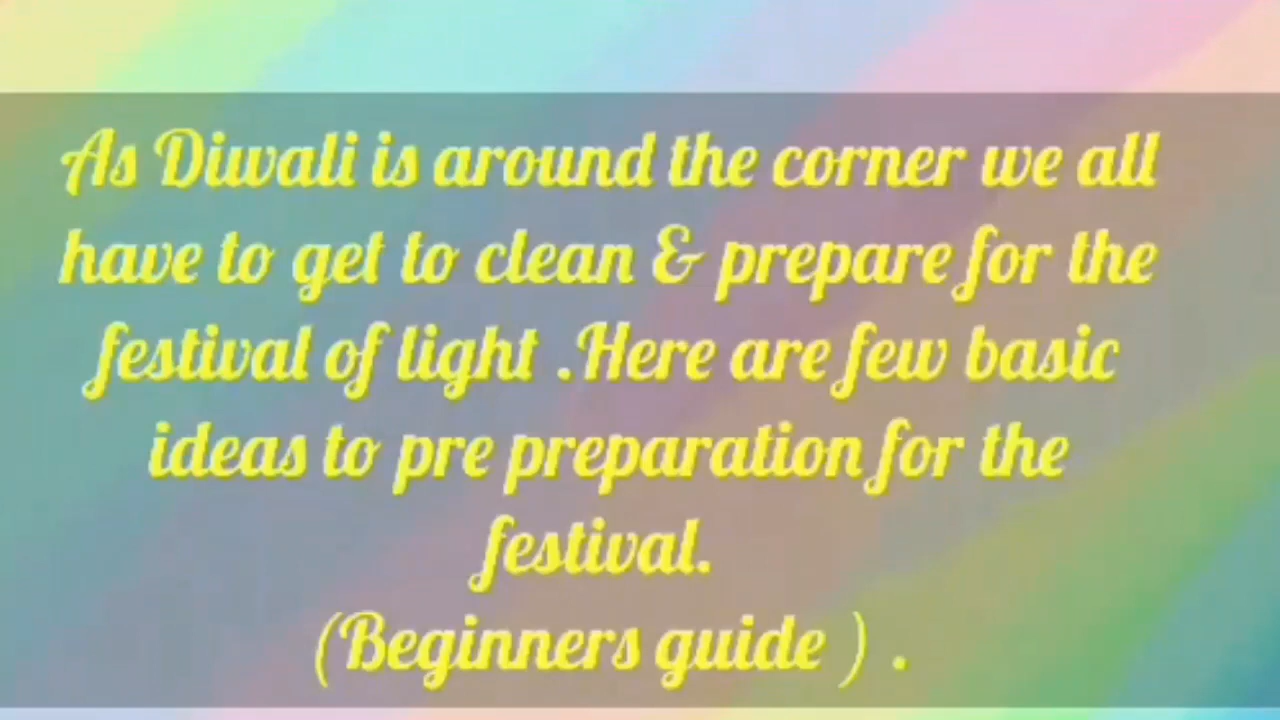 As Diwali is around the corner we all
have to get to clean & prepare for the
festival of light .Here are few basic
ideas to pre preparation for the
festival.
(Beginners guide ) .